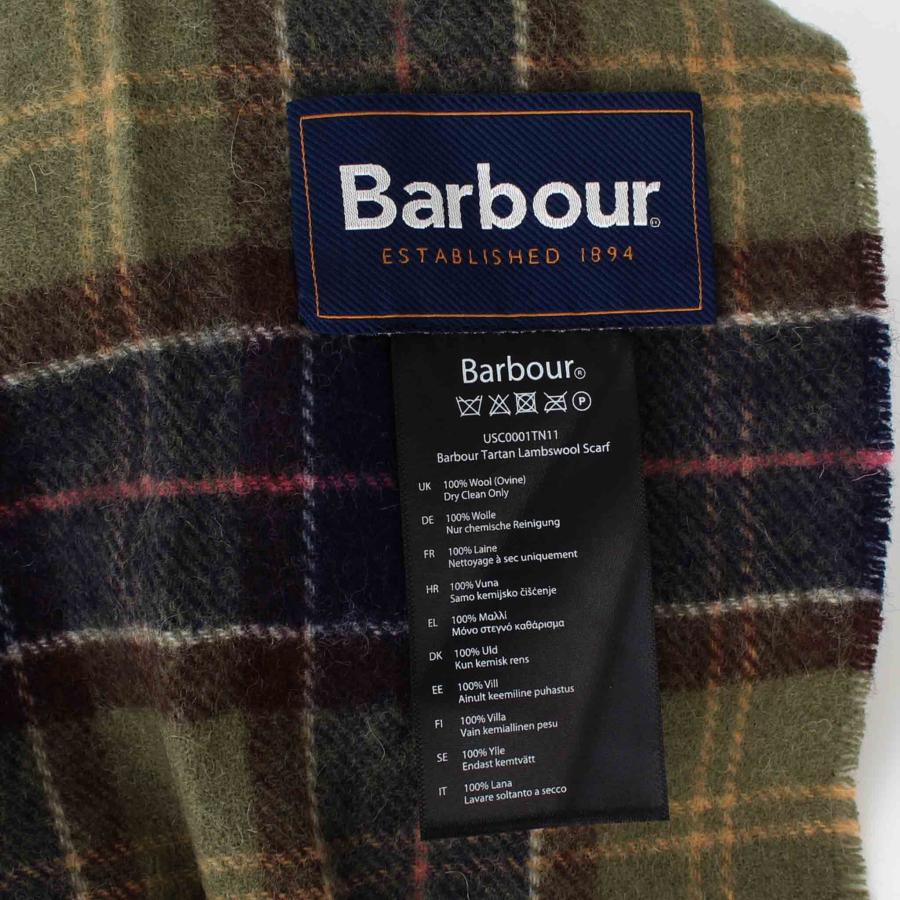 Barbour®
ESTABLISHED 1894
Barbour®
P
USC0001TN11
Barbour Tartan Lambswool Scarf
UK 100% Wool (Ovine)
Dry Clean Only
DE 100% Wolle
Nur chemische Reinigung
FR 100% Laine
Nettoyage à sec uniquement
HR 100% Vuna
Samo kemijsko čišćenje
EL 100% Μαλλί
Μόνο στεγνό καθάρισμα
DK 100% Uld
Kun kemisk rens
EE 100% Vill
Ainult keemiline puhastus
FI 100% Villa
Vain kemiallinen pesu
SE 100% Ylle
Endast kemtvätt
IT 100% Lana
Lavare soltanto a secco